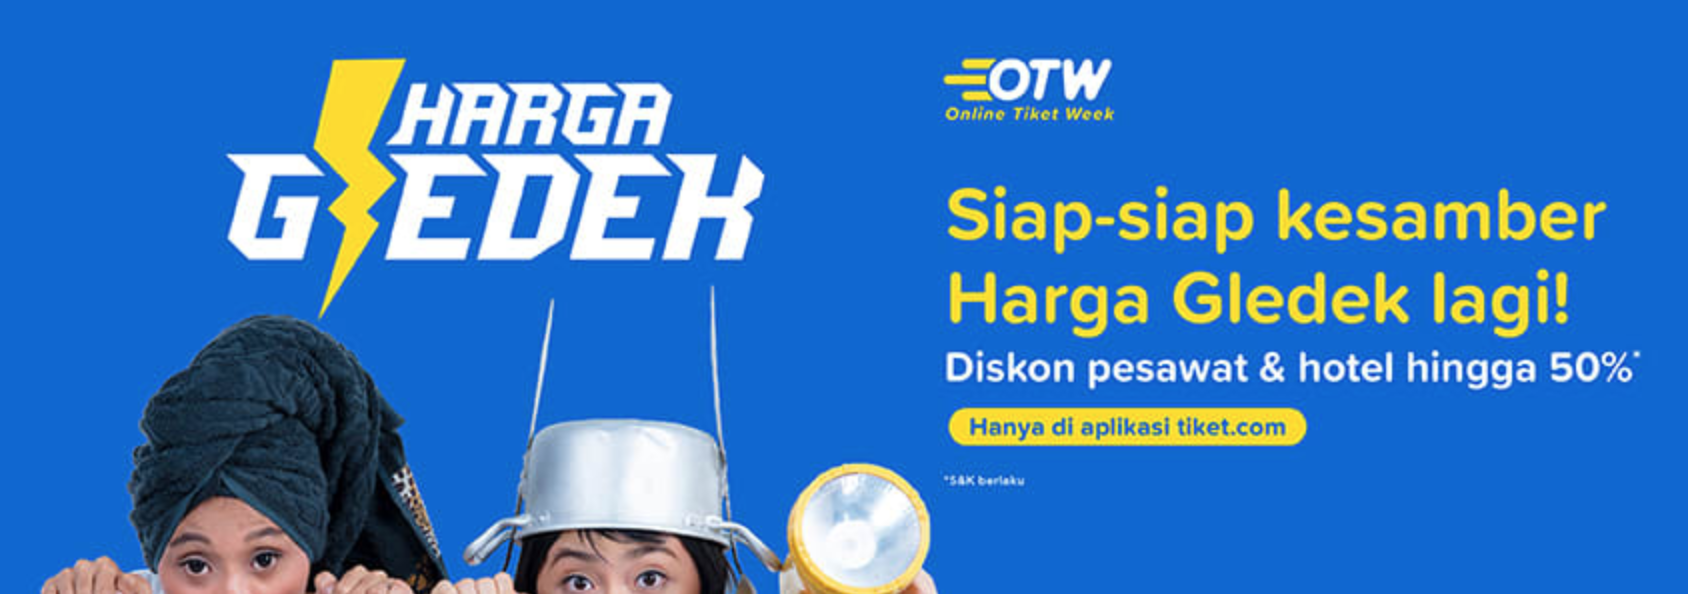 HARGA
GLEDEK
OTW
Online Tiket Week
Siap-siap kesamber
Harga Gledek lagi!
Diskon pesawat & hotel hingga 50%*
Hanya di aplikasi tiket.com
*S&K berlaku